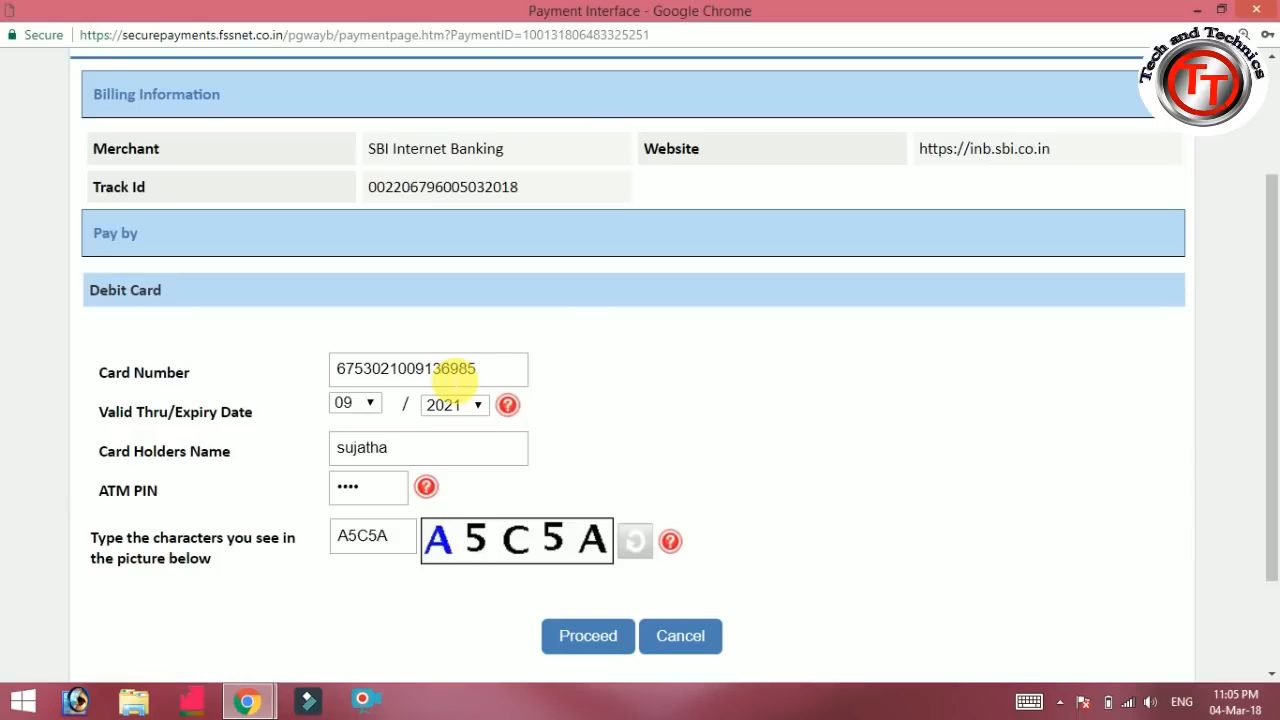 Payment Interface - Google Chrome
Secure https://securepayments.fssnet.co.in/pgwayb/paymentpage.htm?PaymentID=100131806483325251
Tech and Technics
TT
Billing Information
Merchant SBI Internet Banking Website https://inb.sbi.co.in
Track Id 002206796005032018
Pay by
Debit Card
Card Number 6753021009136985
Valid Thru/Expiry Date 09 / 2021 ?
Card Holders Name sujatha
ATM PIN •••• ?
Type the characters you see in
the picture below
A5C5A A 5 C 5 A ?
Proceed Cancel
ENG
11:05 PM
04-Mar-18